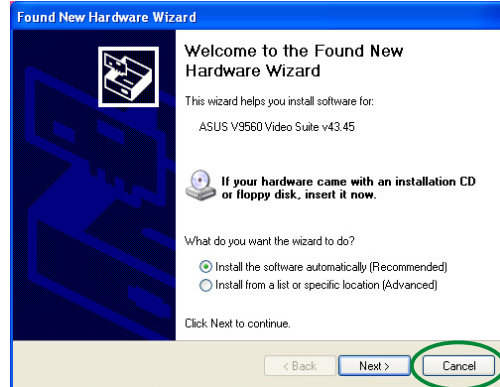 Found New Hardware Wizard
Welcome to the Found New
Hardware Wizard
This wizard helps you install software for:
ASUS V9560 Video Suite v43.45
If your hardware came with an installation CD
or floppy disk, insert it now.
What do you want the wizard to do?
Install the software automatically (Recommended)
Install from a list or specific location (Advanced)
Click Next to continue.
< Back Next > Cancel